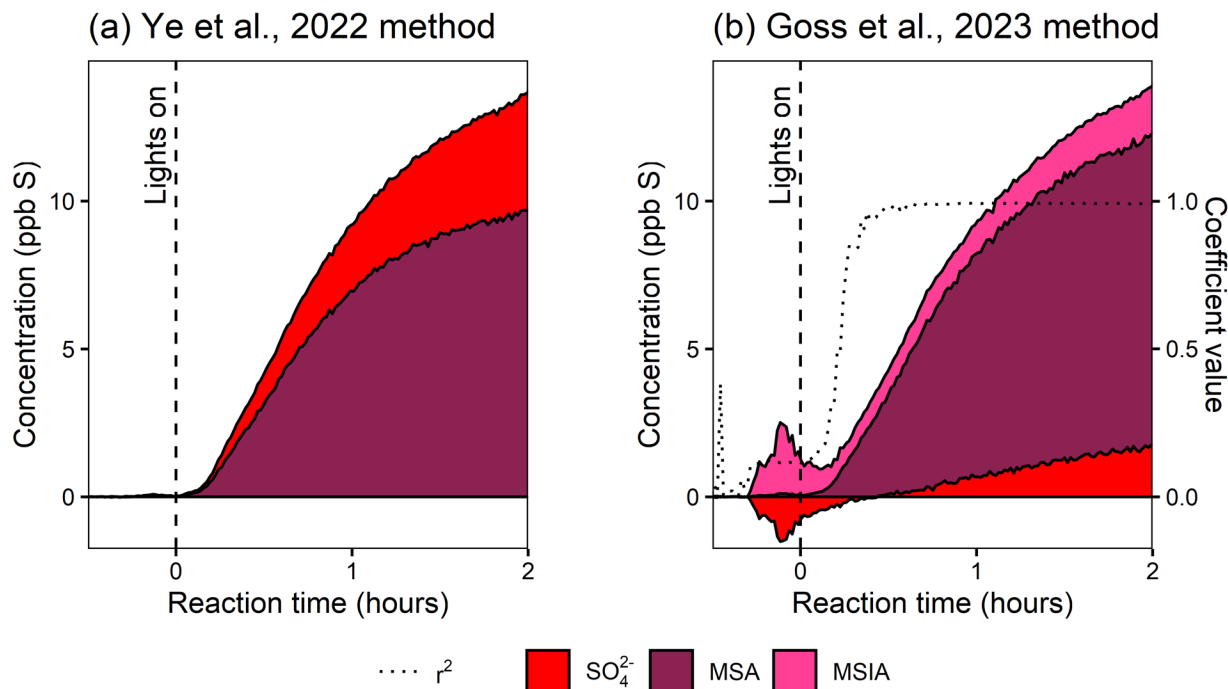 (a) Ye et al., 2022 method
(b) Goss et al., 2023 method
Concentration (ppb S)
10
5
0
Lights on
0
1
2
Reaction time (hours)
Concentration (ppb S)
10
5
0
Lights on
1.0
0.5
0.0
Coefficient value
0
1
2
Reaction time (hours)
r²
SO₄²⁻
MSA
MSIA